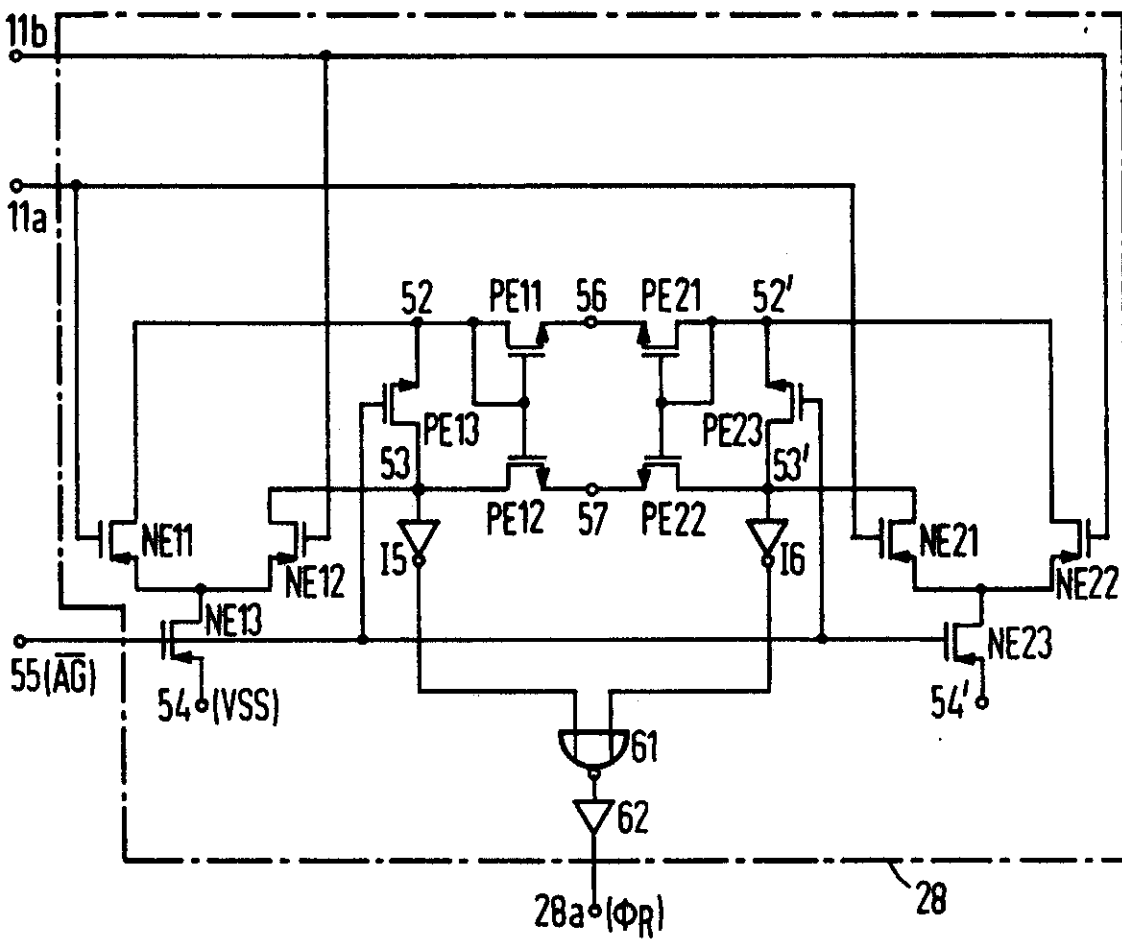 11b
11a
52 PE11 56 PE21 52'
PE13 PE23
53 53'
PE12 57 PE22
NE11 NE12 I5 I6 NE21 NE22
NE13 NE23
55(A̅G̅)
54 (VSS) 54'
61
62
28
28a (ΦR)